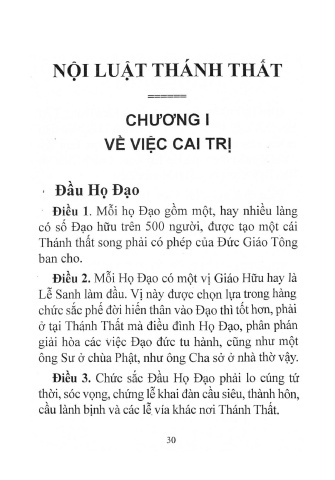 NỘI LUẬT THÁNH THẤT
CHƯƠNG I
VỀ VIỆC CAI TRỊ
Đầu Họ Đạo
Điều 1. Mỗi họ Đạo gồm một, hay nhiều làng
có số Đạo hữu trên 500 người, được tạo một cái
Thánh thất song phải có phép của Đức Giáo Tông
ban cho.
Điều 2. Mỗi Họ Đạo có một vị Giáo Hữu hay là
Lễ Sanh làm đầu. Vị này được chọn lựa trong hàng
chức sắc phế đời hiến thân vào Đạo thì tốt hơn, phải
ở tại Thánh Thất mà điều đình Họ Đạo, phân phán
giải hòa các việc Đạo đức tu hành, cũng như một
ông Sư ở chùa Phật, như ông Cha sở ở nhà thờ vậy.
Điều 3. Chức sắc Đầu Họ Đạo phải lo cúng tứ
thời, sóc vọng, chứng lễ khai đàn cầu siêu, thành hôn,
cầu lành bịnh và các lễ vía khác nơi Thánh Thất.
30